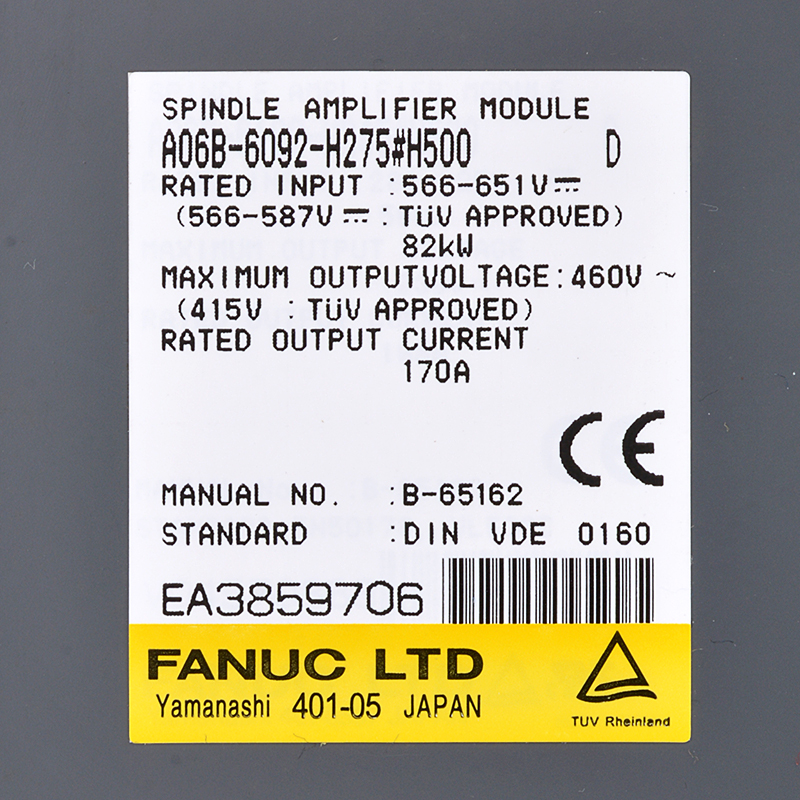 SPINDLE AMPLIFIER MODULE
A06B-6092-H275#H500 D
RATED INPUT :566-651V⎓
(566-587V ⎓ : TüV APPROVED)
82kW
MAXIMUM OUTPUTVOLTAGE:460V ~
(415V : TüV APPROVED)
RATED OUTPUT CURRENT
170A
CE
MANUAL NO. :B-65162
STANDARD :DIN VDE 0160
EA3859706
FANUC LTD
Yamanashi 401-05 JAPAN
TUV Rheinland